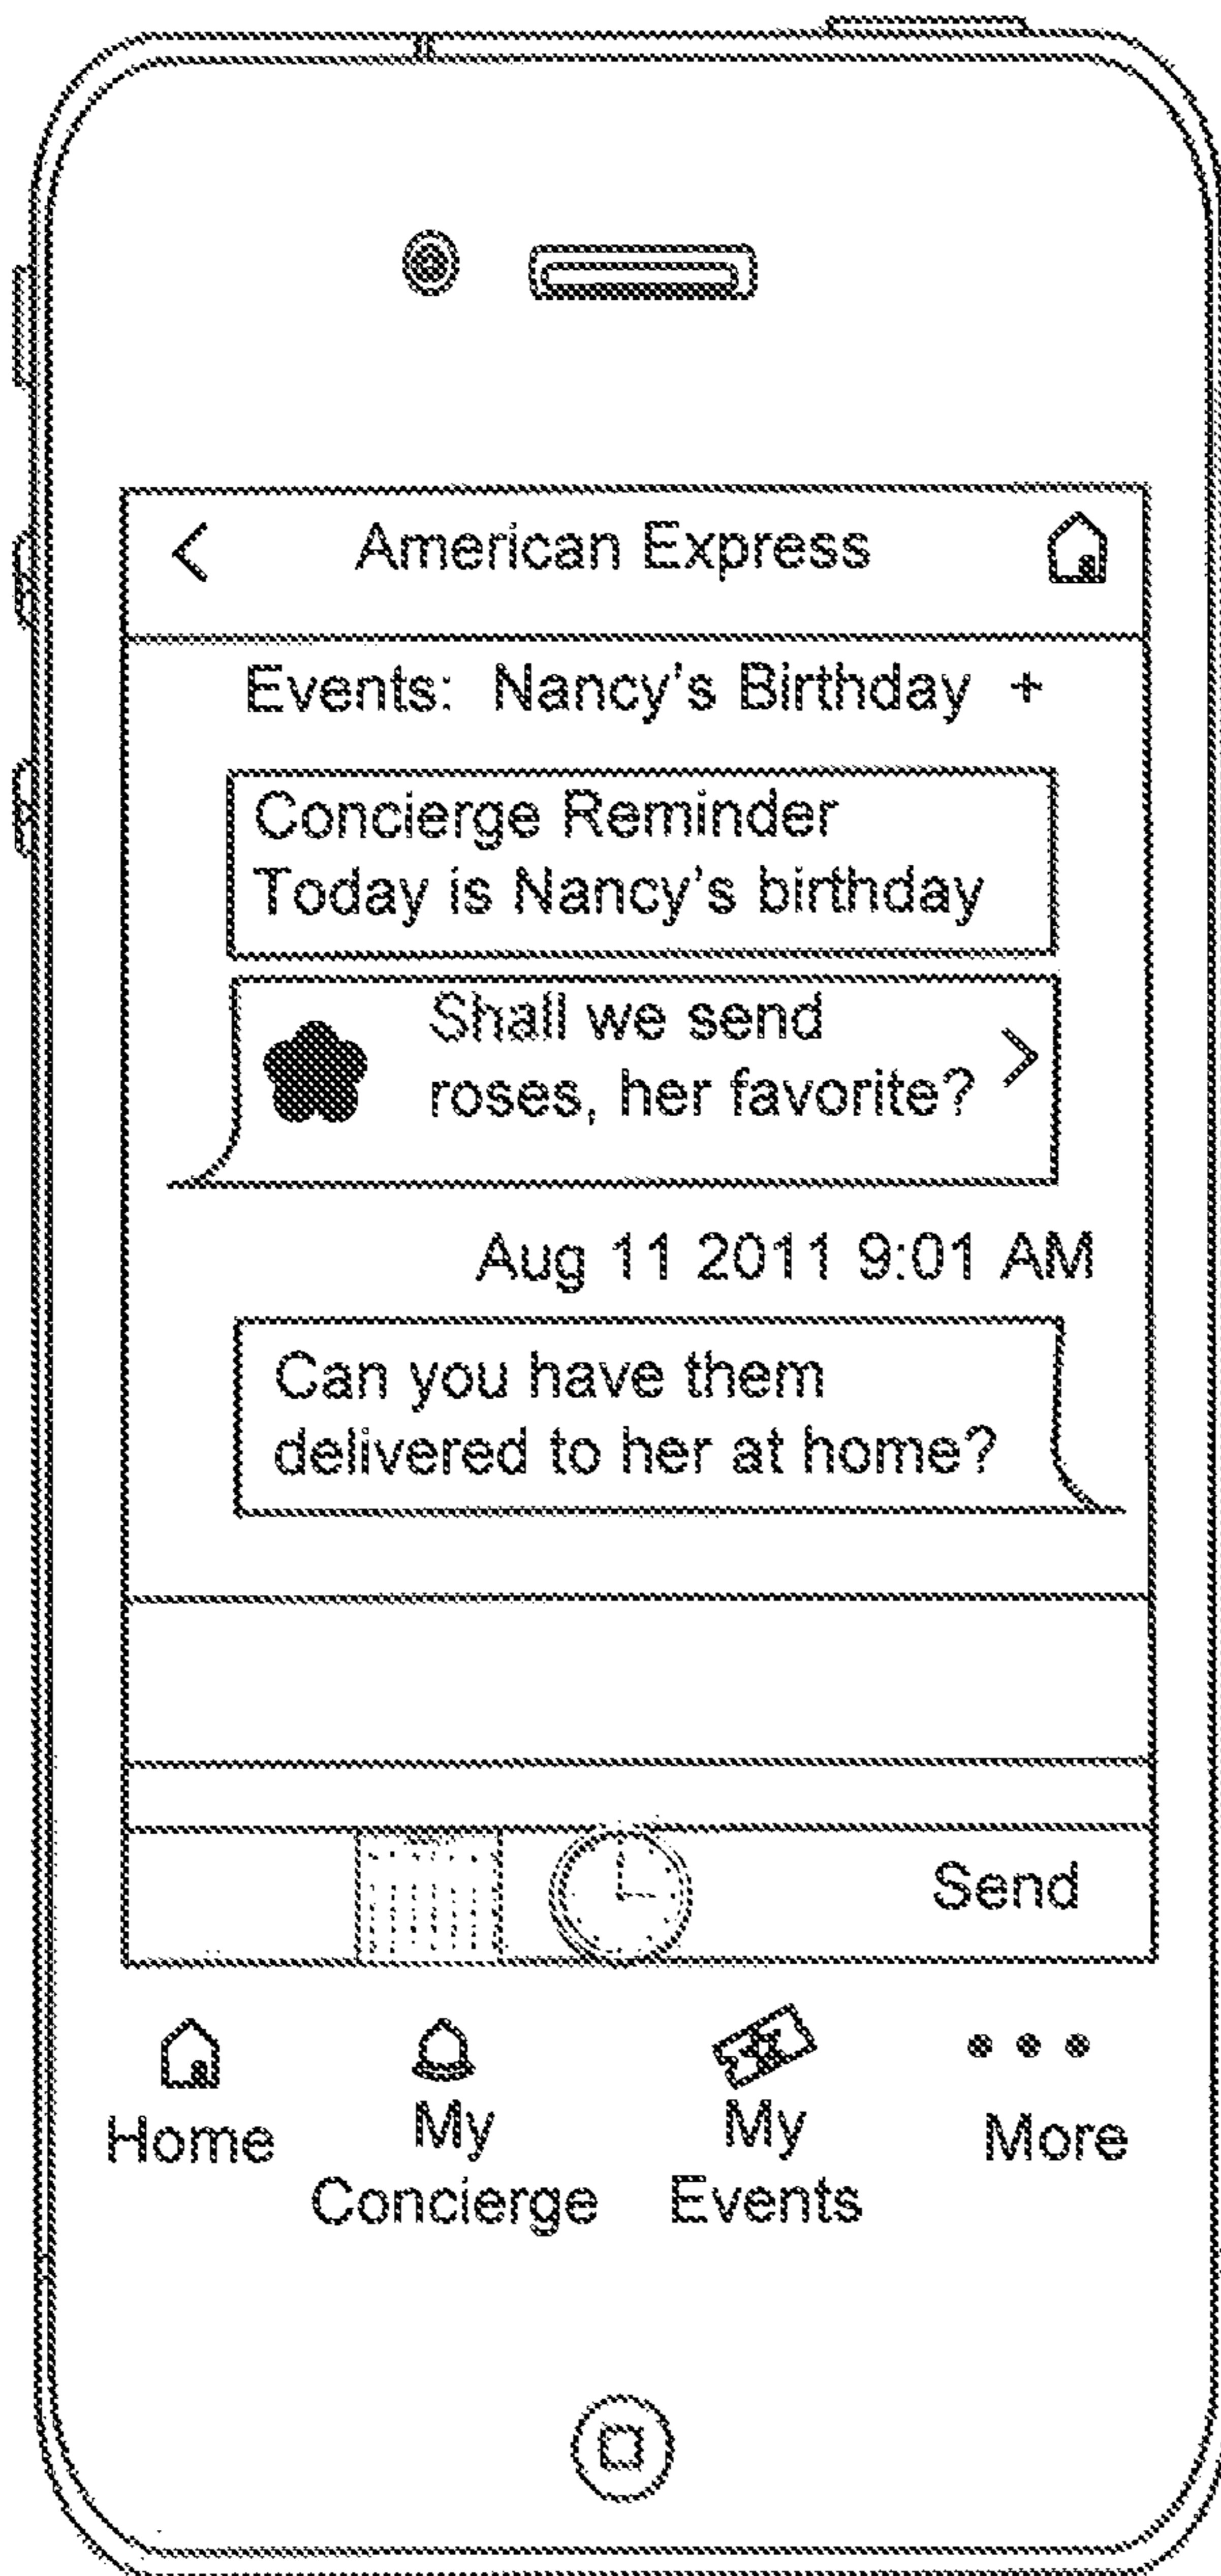 American Express
Events: Nancy's Birthday +
Concierge Reminder
Today is Nancy's birthday
Shall we send
roses, her favorite?
Aug 11 2011 9:01 AM
Can you have them
delivered to her at home?
Send
Home
My
Concierge
My
Events
More